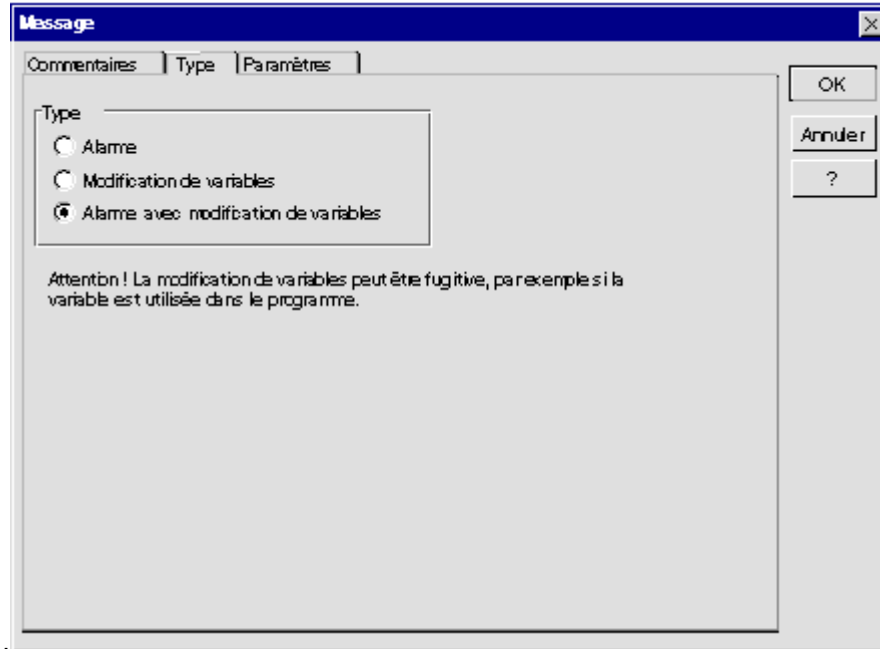 Message
Commentaires Type Paramètres
OK
Annuler
?
Type
Alarme
Modification de variables
Alarme avec modification de variables
Attention ! La modification de variables peut être fugitive, par exemple si la
variable est utilisée dans le programme.